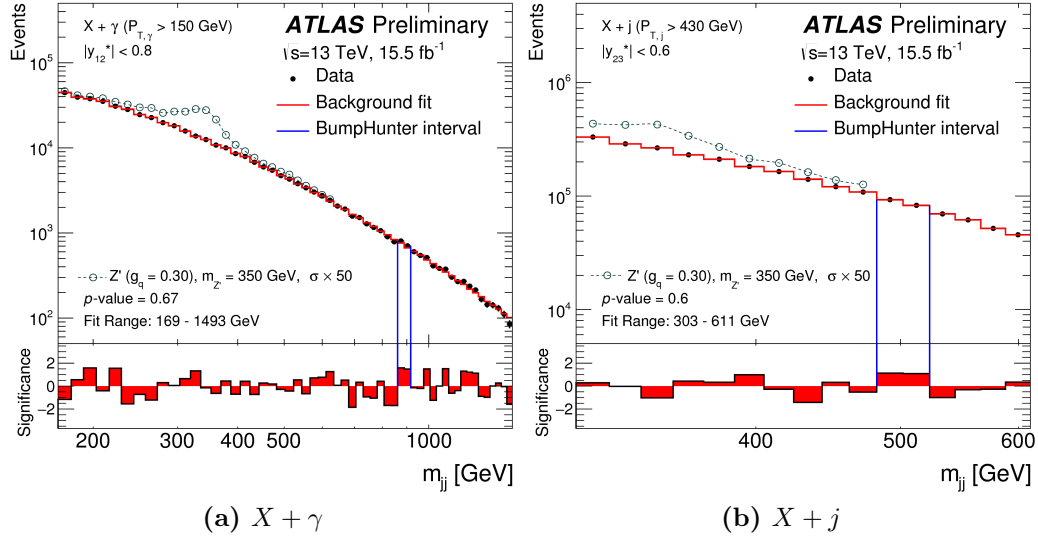 Events
10⁵
10⁴
10³
10²
X + γ (P_T,γ > 150 GeV)
|y*₁₂| < 0.8
ATLAS Preliminary
√s=13 TeV, 15.5 fb⁻¹
Data
Background fit
BumpHunter interval
Z' (g_q = 0.30), m_Z' = 350 GeV, σ × 50
p-value = 0.67
Fit Range: 169 - 1493 GeV
Significance
2
0
−2
200 300 400 500 1000
m_jj [GeV]
(a) X + γ
Events
10⁶
10⁵
10⁴
X + j (P_T,j > 430 GeV)
|y*₂₃| < 0.6
ATLAS Preliminary
√s=13 TeV, 15.5 fb⁻¹
Data
Background fit
BumpHunter interval
Z' (g_q = 0.30), m_Z' = 350 GeV, σ × 50
p-value = 0.6
Fit Range: 303 - 611 GeV
Significance
2
0
−2
400 500 600
m_jj [GeV]
(b) X + j